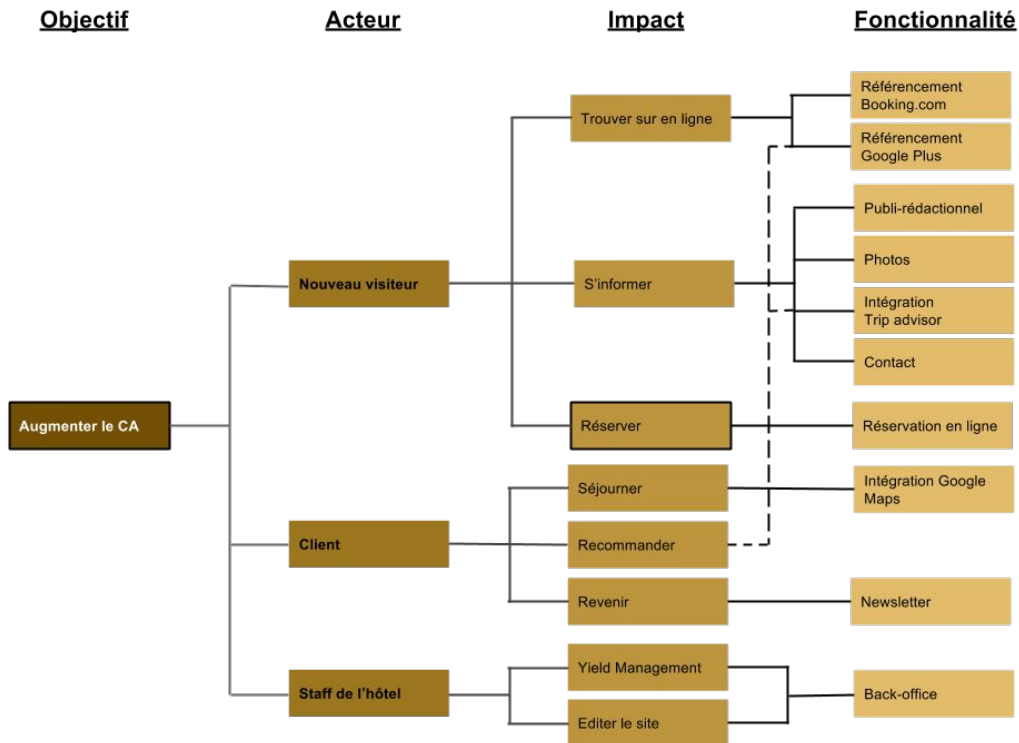 Objectif
Acteur
Impact
Fonctionnalité
Augmenter le CA
Nouveau visiteur
Client
Staff de l'hôtel
Trouver sur en ligne
S'informer
Réserver
Séjourner
Recommander
Revenir
Yield Management
Editer le site
Référencement
Booking.com
Référencement
Google Plus
Publi-rédactionnel
Photos
Intégration
Trip advisor
Contact
Réservation en ligne
Intégration Google
Maps
Newsletter
Back-office